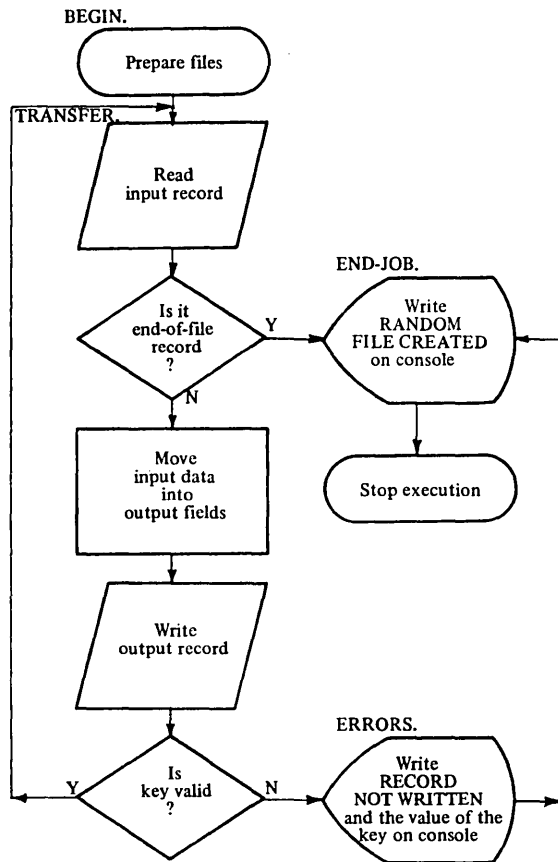 BEGIN.
Prepare files
TRANSFER.
Read
input record
Is it
end-of-file
record
?
Y
N
END-JOB.
Write
RANDOM
FILE CREATED
on console
Stop execution
Move
input data
into
output fields
Write
output record
Is
key valid
?
Y
N
ERRORS.
Write
RECORD
NOT WRITTEN
and the value of the
key on console